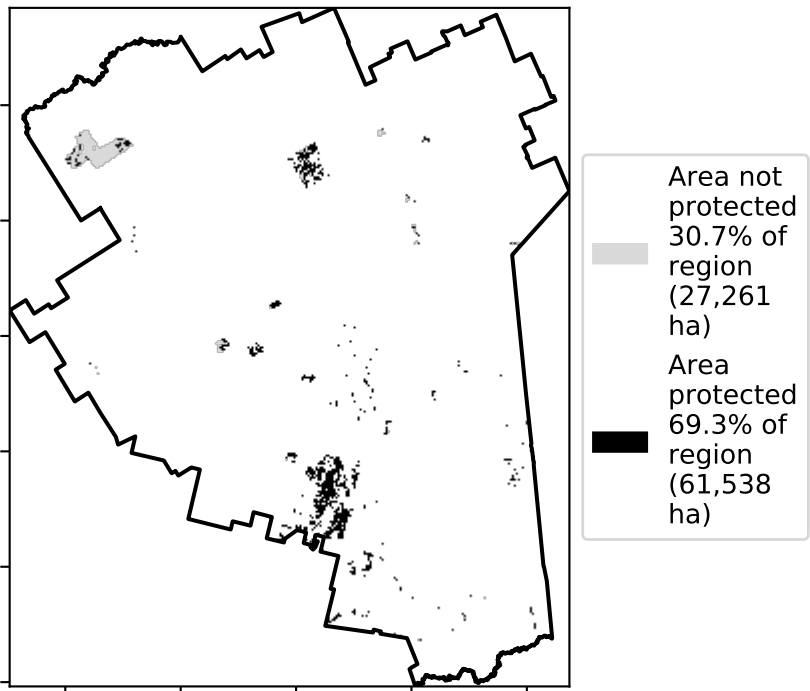 Area not
protected
30.7% of
region
(27,261
ha)
Area
protected
69.3% of
region
(61,538
ha)